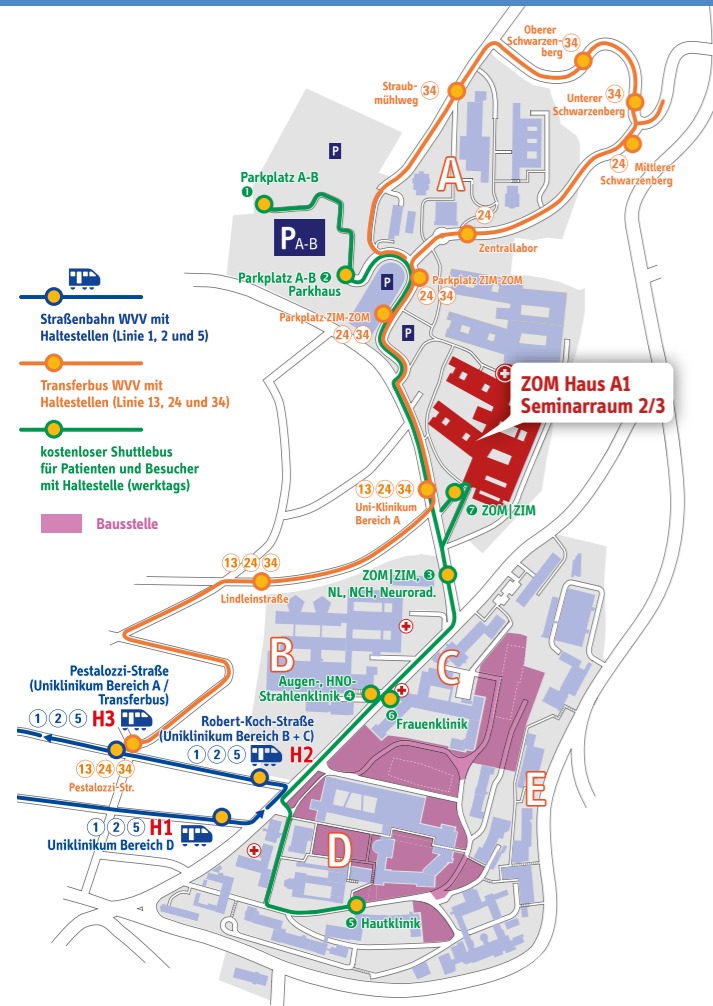 Oberer
Schwarzen-
berg
34
Straub-
mühlweg
34
Unterer
Schwarzenberg
34
24
Mittlerer
Schwarzenberg
P
A
Parkplatz A-B
1
24
Zentrallabor
PA-B
Parkplatz A-B 2
Parkhaus
P
Parkplatz ZIM-ZOM
24 34
Parkplatz ZIM-ZOM
24 34
P
Straßenbahn WVV mit
Haltestellen (Linie 1, 2 und 5)
Transferbus WVV mit
Haltestellen (Linie 13, 24 und 34)
kostenloser Shuttlebus
für Patienten und Besucher
mit Haltestelle (werktags)
Bausstelle
ZOM Haus A1
Seminarraum 2/3
13 24 34
Uni-Klinikum
Bereich A
7 ZOM|ZIM
13 24 34
Lindleinstraße
ZOM|ZIM, 3
NL, NCH, Neurorad.
B
C
Augen-, HNO-
Strahlenklinik 4
6
Frauenklinik
Pestalozzi-Straße
(Uniklinikum Bereich A /
Transferbus)
1 2 5 H3
13 24 34
Pestalozzi-Str.
Robert-Koch-Straße
(Uniklinikum Bereich B + C)
1 2 5 H2
1 2 5 H1
Uniklinikum Bereich D
E
D
5 Hautklinik